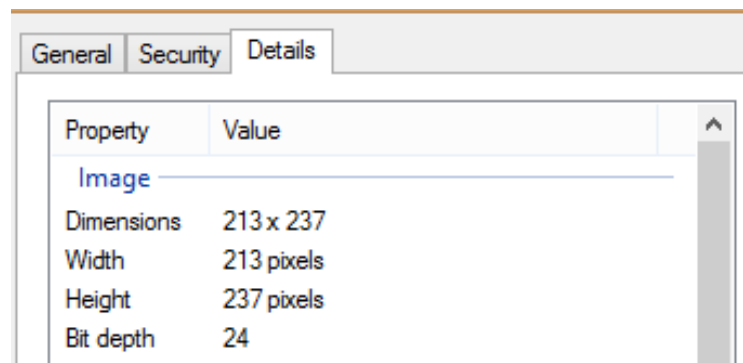 General Security Details
Property Value
Image
Dimensions 213 x 237
Width 213 pixels
Height 237 pixels
Bit depth 24